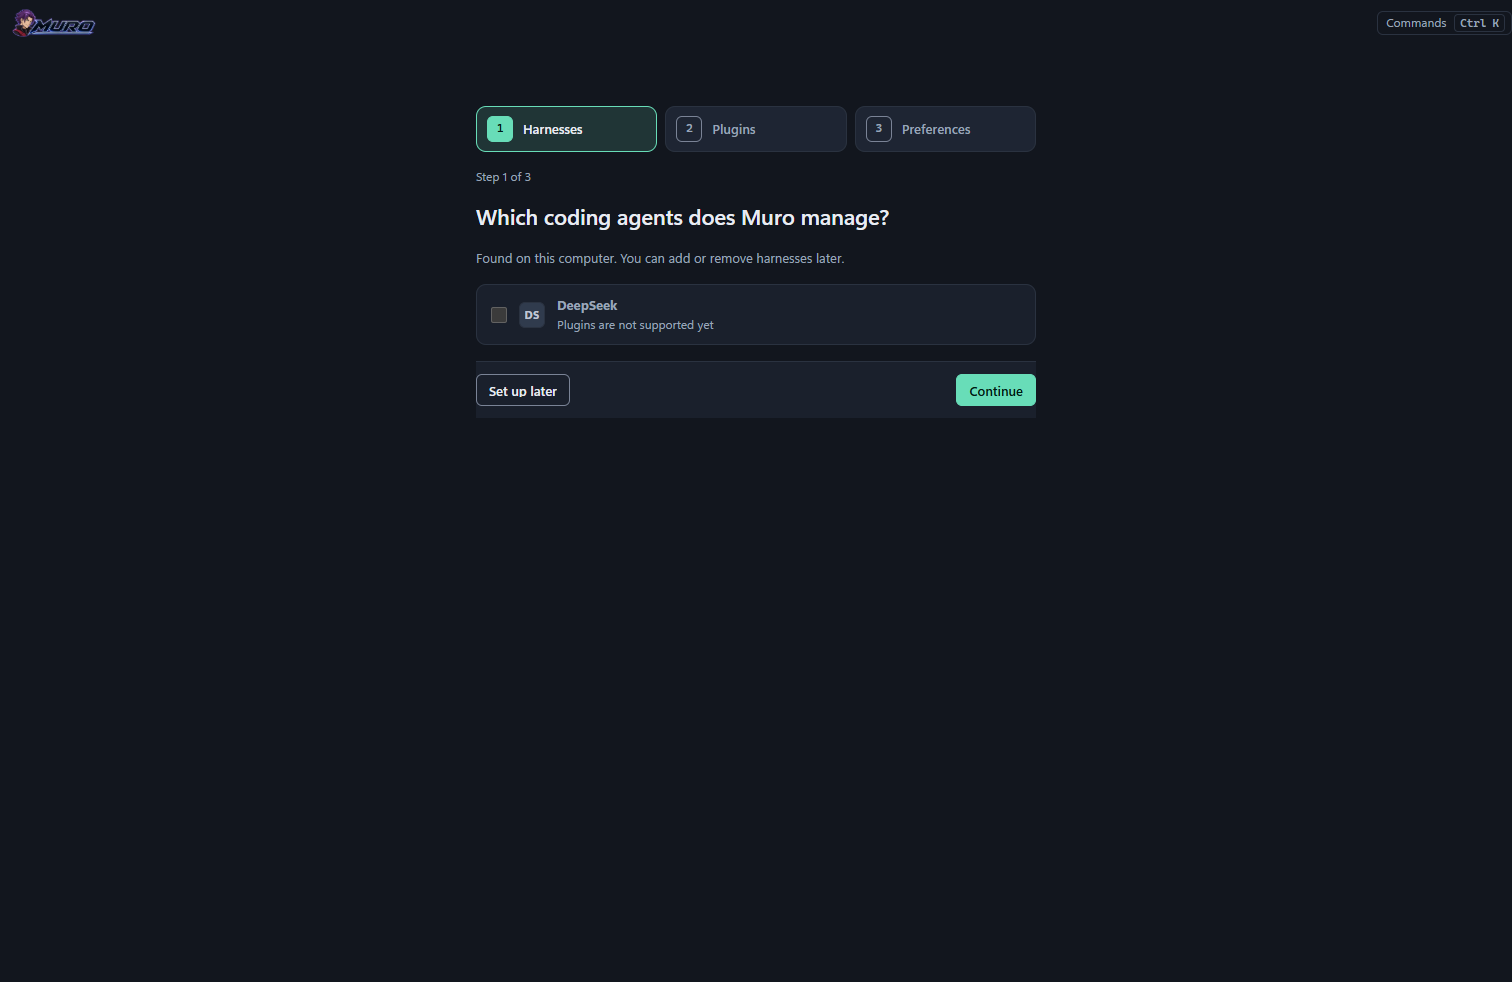 MURO
Commands Ctrl K
1 Harnesses
2 Plugins
3 Preferences
Step 1 of 3
Which coding agents does Muro manage?
Found on this computer. You can add or remove harnesses later.
DS
DeepSeek
Plugins are not supported yet
Set up later
Continue